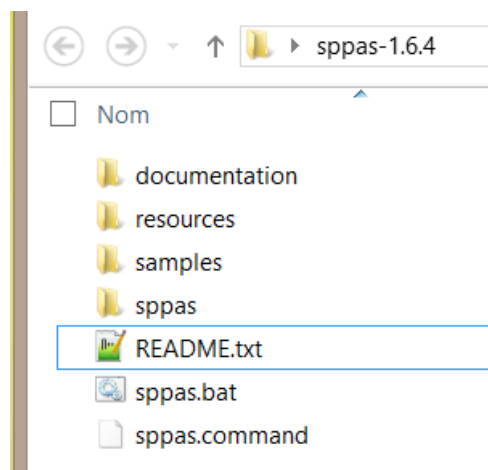 sppas-1.6.4
Nom
documentation
resources
samples
sppas
README.txt
sppas.bat
sppas.command